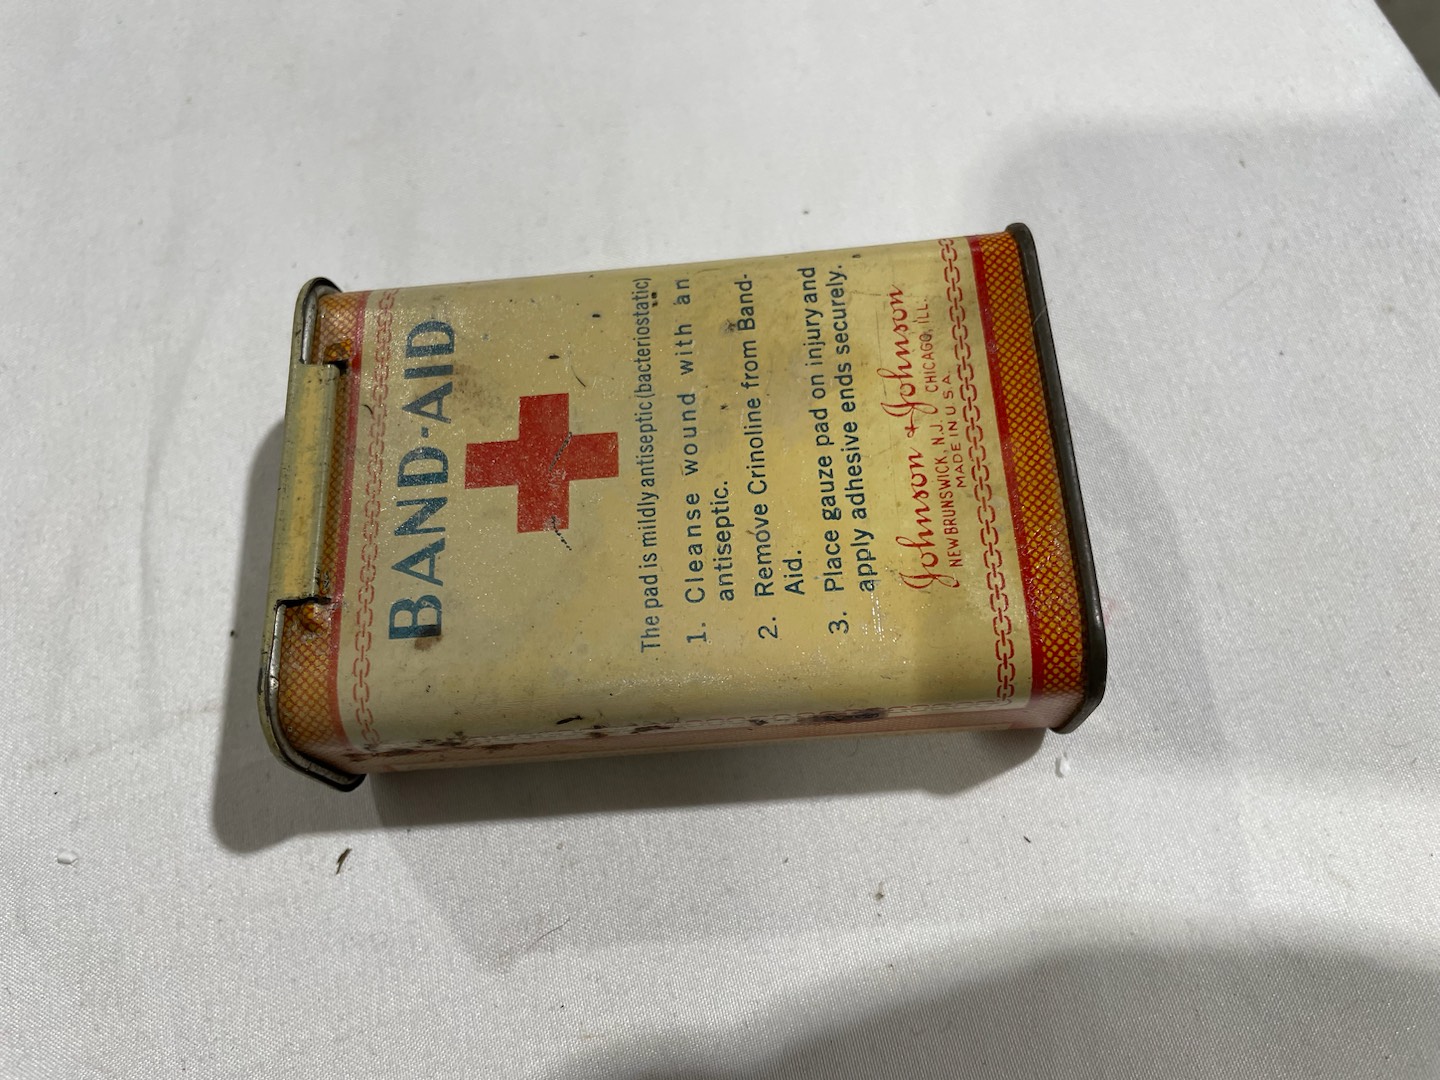 BAND-AID
The pad is mildly antiseptic (bacteriostatic)
1. Cleanse wound with an
antiseptic.
2. Remove Crinoline from Band-
Aid.
3. Place gauze pad on injury and
apply adhesive ends securely.
Johnson & Johnson
NEW BRUNSWICK, N.J. CHICAGO, ILL.
MADE IN U.S.A.